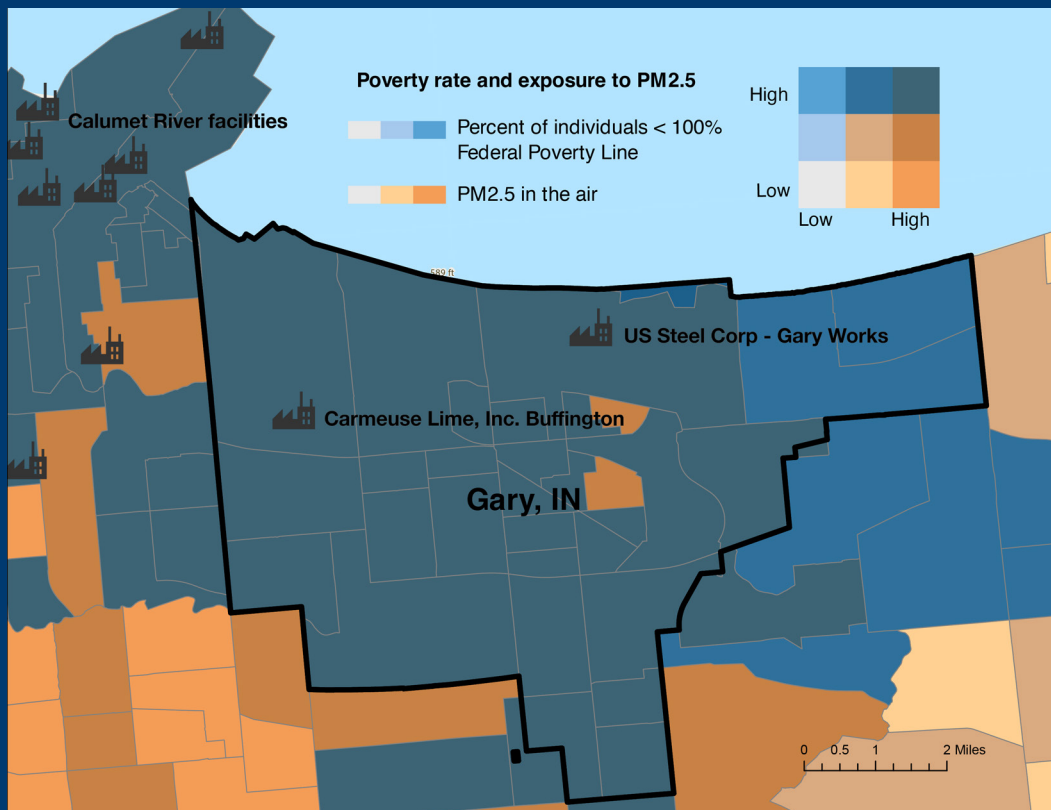 Poverty rate and exposure to PM2.5
Percent of individuals < 100%
Federal Poverty Line
PM2.5 in the air
High
Low
Low
High
Calumet River facilities
589 ft
US Steel Corp - Gary Works
Carmeuse Lime, Inc. Buffington
Gary, IN
0 0.5 1 2 Miles